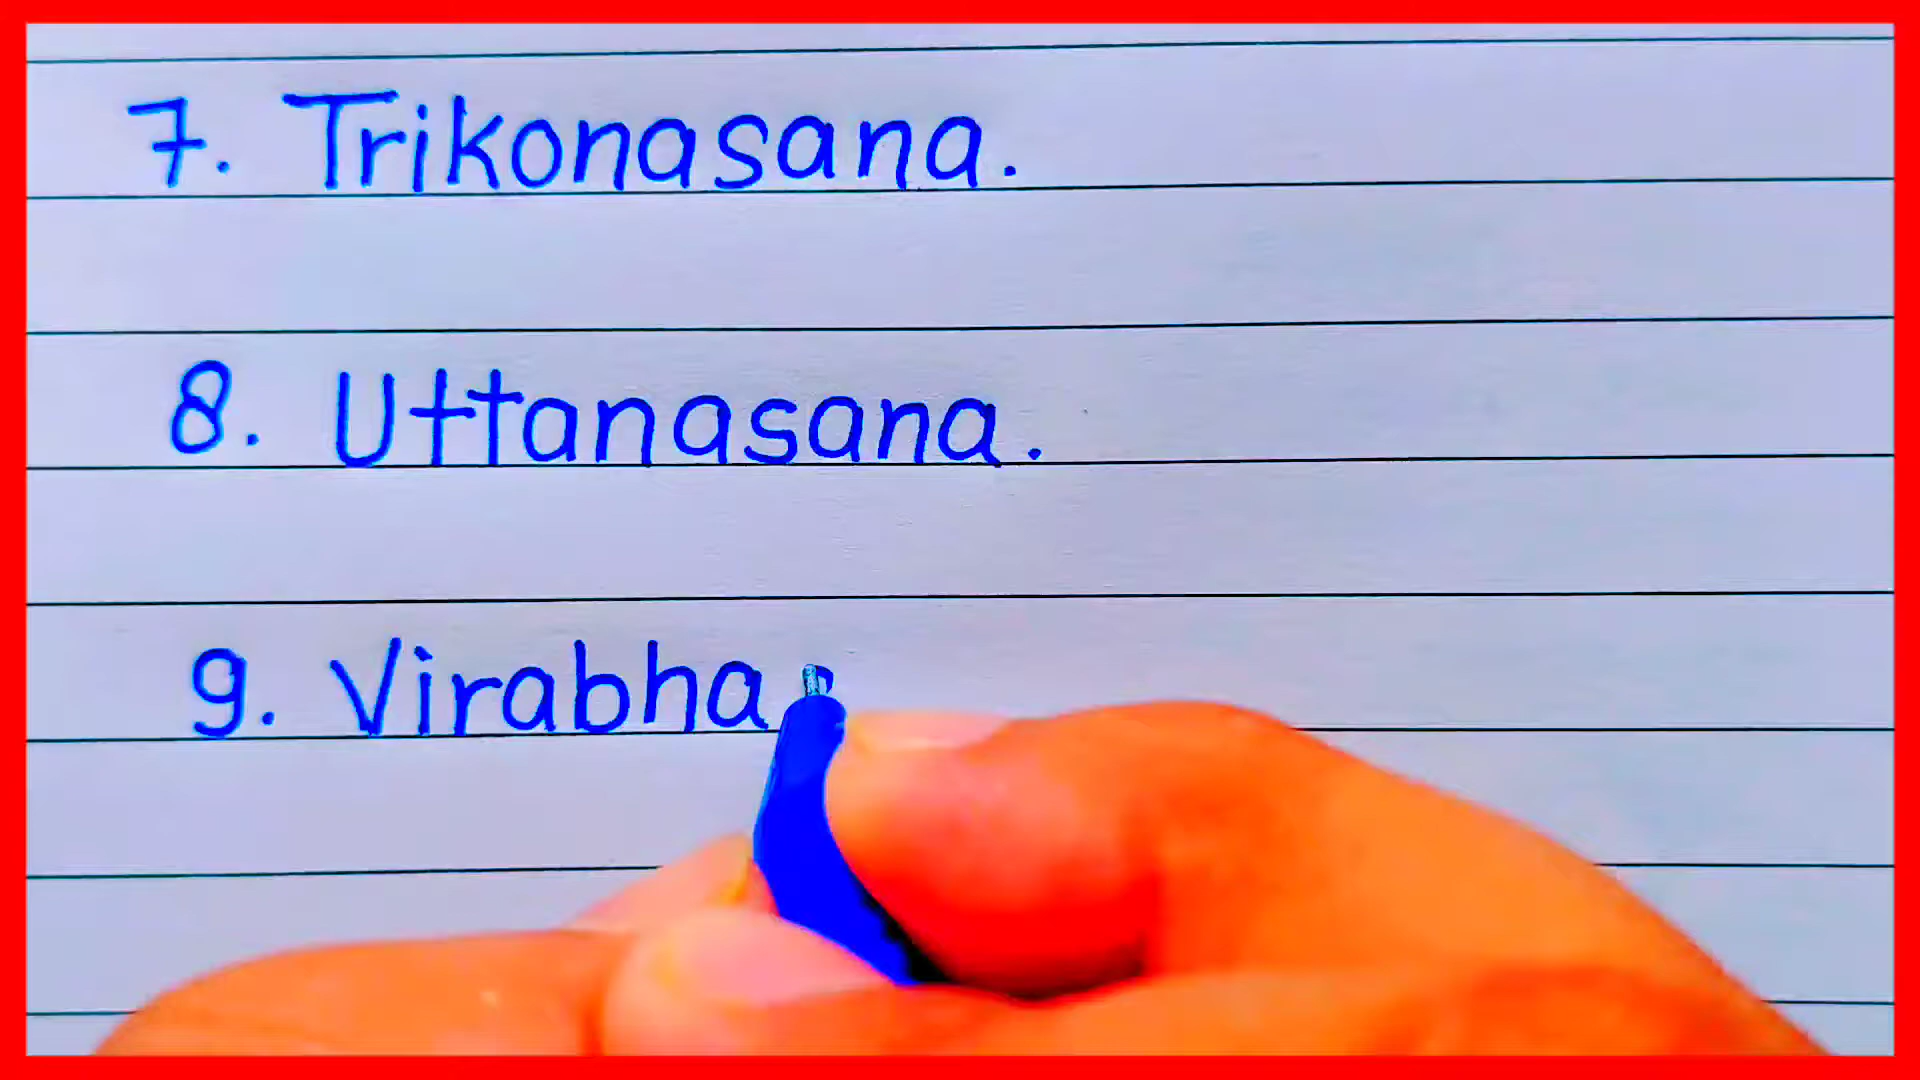 7. Trikonasana.
8. Uttanasana.
9. Virabha